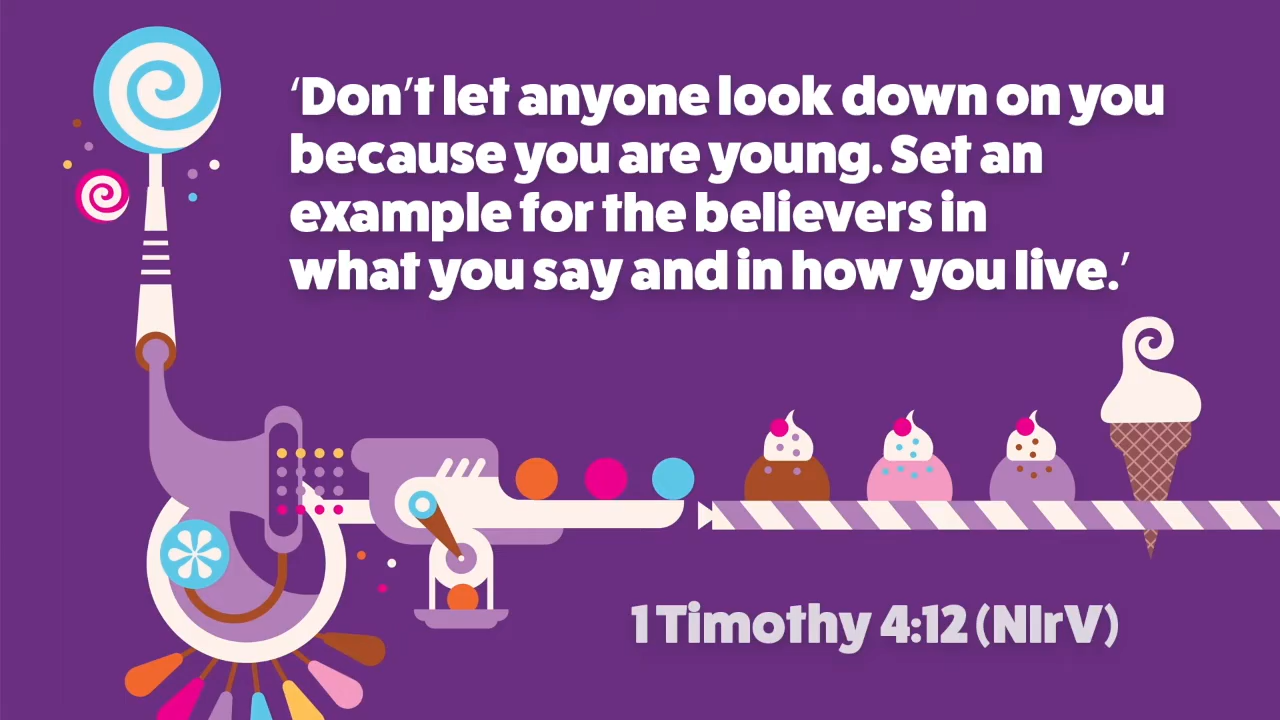 ‘Don’t let anyone look down on you
because you are young. Set an
example for the believers in
what you say and in how you live.’
1 Timothy 4:12 (NIrV)